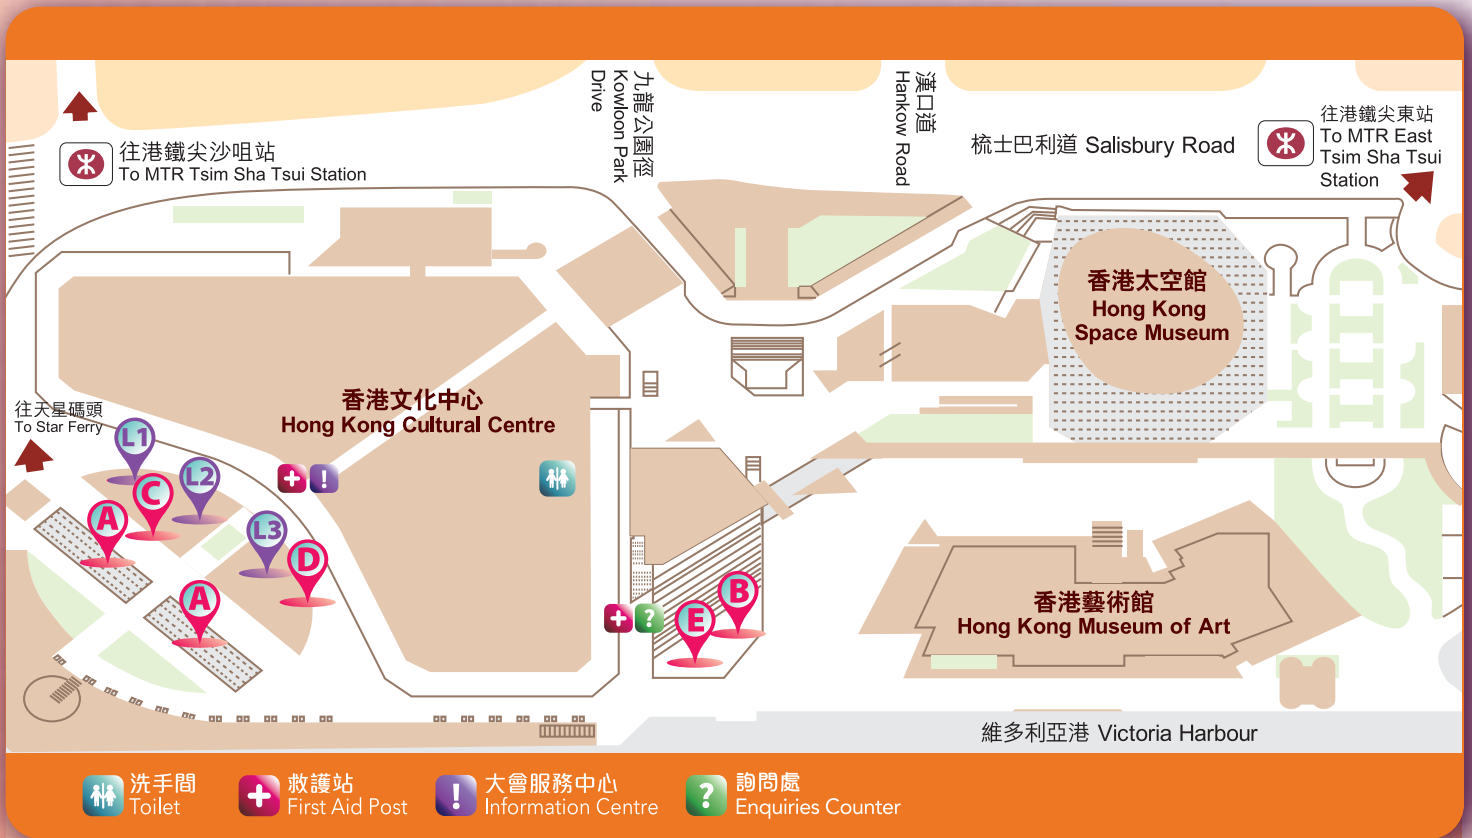 九龍公園徑
Kowloon Park
Drive
漢口道
Hankow Road
梳士巴利道 Salisbury Road
往港鐵尖東站
To MTR East
Tsim Sha Tsui
Station
往港鐵尖沙咀站
To MTR Tsim Sha Tsui Station
香港太空館
Hong Kong
Space Museum
香港文化中心
Hong Kong Cultural Centre
往天星碼頭
To Star Ferry
L1
L2
C
A
L3
D
A
B
E
!
?
香港藝術館
Hong Kong Museum of Art
維多利亞港 Victoria Harbour
洗手間
Toilet
救護站
First Aid Post
!
大會服務中心
Information Centre
?
詢問處
Enquiries Counter